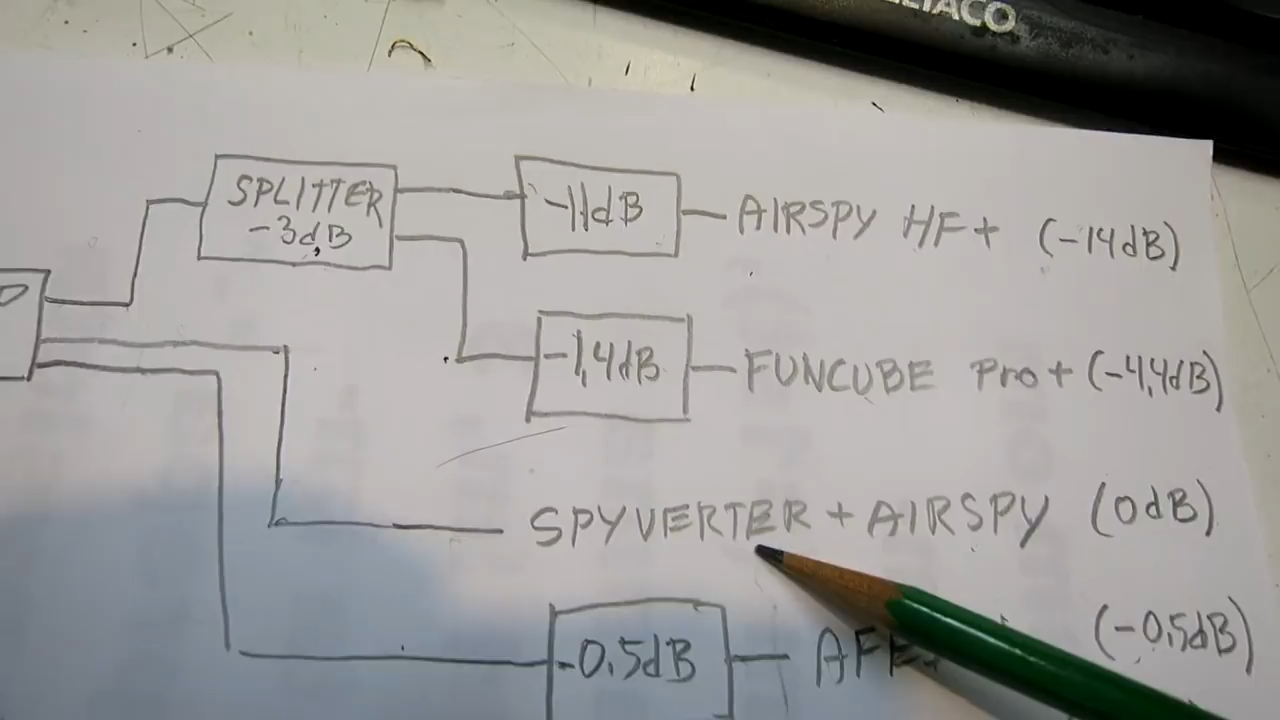 SPLITTER
-3dB
-11dB
AIRSPY HF+ (-14dB)
-1,4dB
FUNCUBE Pro+ (-4,4dB)
SPYVERTER + AIRSPY (0dB)
-0.5dB
(-0.5dB)